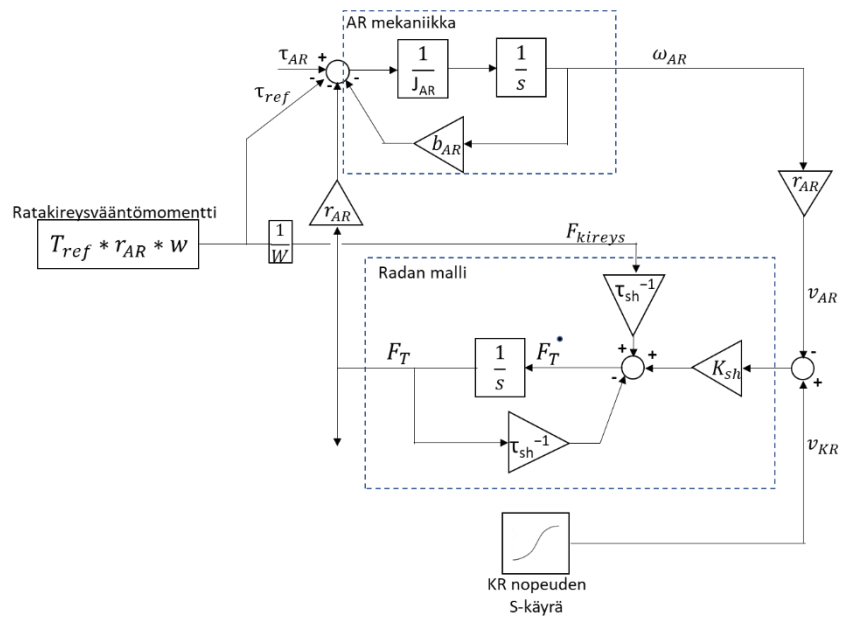 AR mekaniikka
τ_AR
+
-
-
-
1
J_AR
1
s
ω_AR
τ_ref
b_AR
r_AR
r_AR
Ratakireysvääntömomentti
T_ref * r_AR * w
1
W
F_kireys
Radan malli
τ_sh⁻¹
v_AR
F_T
1
s
F_T
+
+
-
K_sh
-
+
τ_sh⁻¹
v_KR
KR nopeuden
S-käyrä